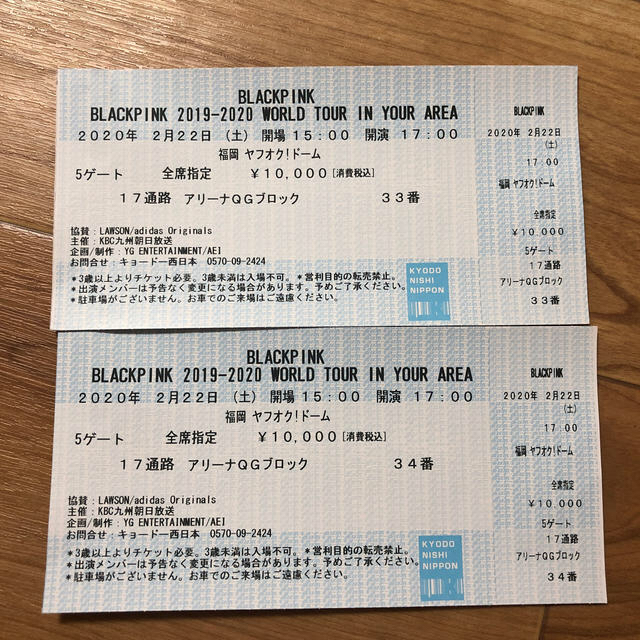 BLACKPINK
BLACKPINK 2019-2020 WORLD TOUR IN YOUR AREA
2020年 2月22日 (土) 開場 15:00 開演 17:00
福岡 ヤフオク!ドーム
5ゲート 全席指定 ¥10,000 [消費税込]
17通路 アリーナQGブロック 33番
協賛：LAWSON/adidas Originals
主催：KBC九州朝日放送
企画/制作：YG ENTERTAINMENT/AEI
お問合せ：キョードー西日本 0570-09-2424
*3歳以上よりチケット必要。3歳未満は入場不可。*営利目的の転売禁止。
*出演メンバーは予告なく変更になる場合があります。予めご了承ください。
*駐車場がございません。お車でのご来場はご遠慮ください。
KYODO
NISHI
NIPPON
BLACKPINK
2020年 2月22日
(土)
17:00
福岡 ヤフオク!ドーム
全席指定
¥10.000
5ゲート
17通路
アリーナQGブロック
33番
BLACKPINK
BLACKPINK 2019-2020 WORLD TOUR IN YOUR AREA
2020年 2月22日 (土) 開場 15:00 開演 17:00
福岡 ヤフオク!ドーム
5ゲート 全席指定 ¥10,000 [消費税込]
17通路 アリーナQGブロック 34番
協賛：LAWSON/adidas Originals
主催：KBC九州朝日放送
企画/制作：YG ENTERTAINMENT/AEI
お問合せ：キョードー西日本 0570-09-2424
*3歳以上よりチケット必要。3歳未満は入場不可。*営利目的の転売禁止。
*出演メンバーは予告なく変更になる場合があります。予めご了承ください。
*駐車場がございません。お車でのご来場はご遠慮ください。
KYODO
NISHI
NIPPON
BLACKPINK
2020年 2月22日
(土)
17:00
福岡 ヤフオク!ドーム
全席指定
¥10.000
5ゲート
17通路
アリーナQGブロック
34番